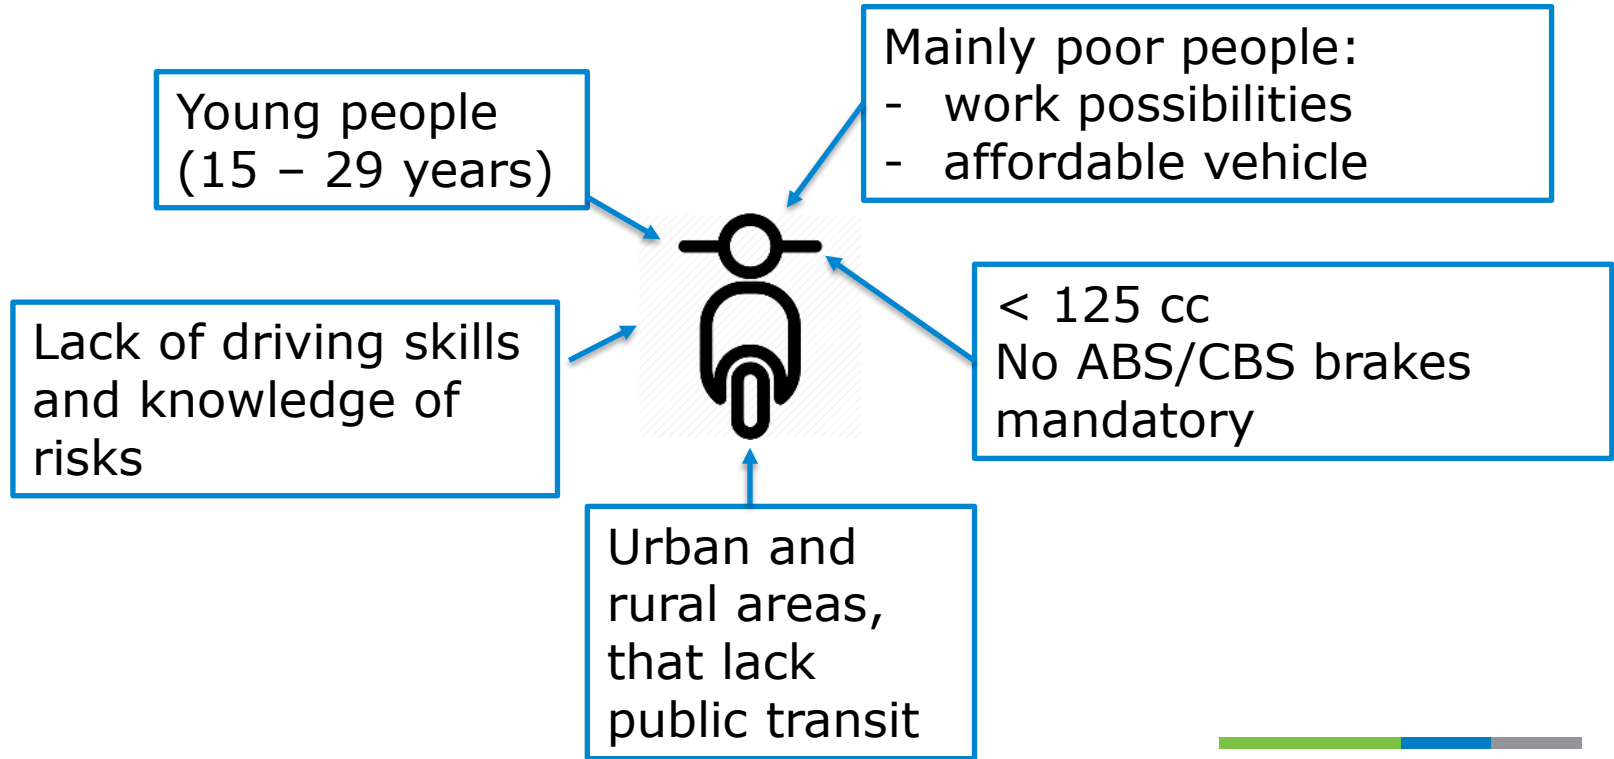 Young people
(15 – 29 years)
Mainly poor people:
- work possibilities
- affordable vehicle
Lack of driving skills
and knowledge of
risks
< 125 cc
No ABS/CBS brakes
mandatory
Urban and
rural areas,
that lack
public transit